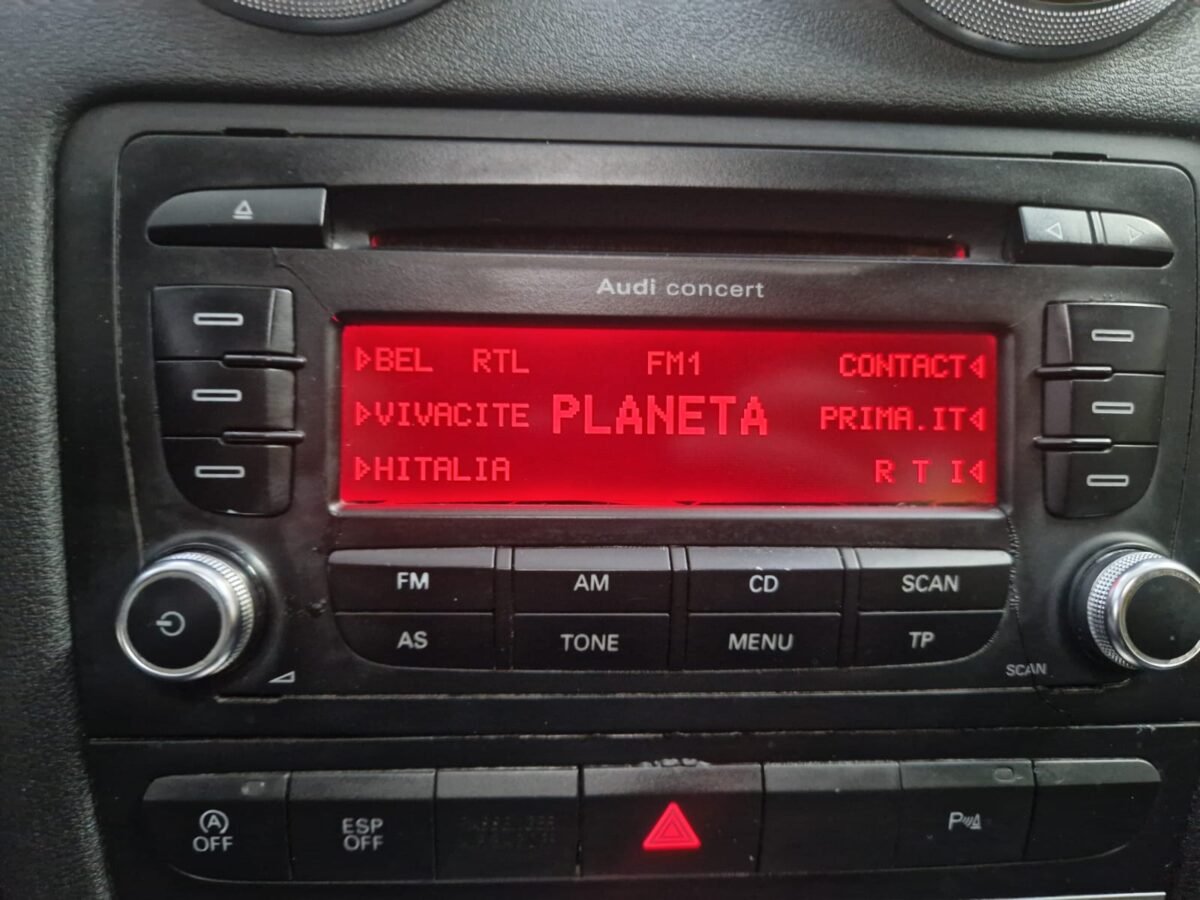 Audi concert
BEL RTL FM1 CONTACT
VIVACITE PLANETA PRIMA.IT
HITALIA R T I
FM AM CD SCAN
AS TONE MENU TP
SCAN
A
OFF ESP OFF P